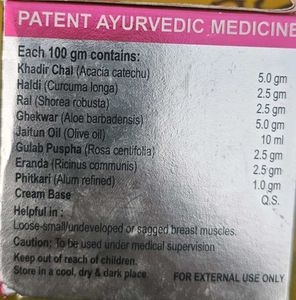 PATENT AYURVEDIC MEDICINE
Each 100 gm contains:
Khadir Chal (Acacia catechu) 5.0 gm
Haldi (Curcuma longa) 2.5 gm
Ral (Shorea robusta) 2.5 gm
Ghekwar (Aloe barbadensis) 5.0 gm
Jaitun Oil (Olive oil) 10 ml
Gulab Puspha (Rosa centifolia) 2.5 gm
Eranda (Ricinus communis) 2.5 gm
Phitkari (Alum refined) 1.0 gm
Cream Base Q.S.
Helpful in :
Loose-small/undeveloped or sagged breast muscles.
Caution: To be used under medical supervision
Keep out of reach of children.
Store in a cool, dry & dark place. FOR EXTERNAL USE ONLY